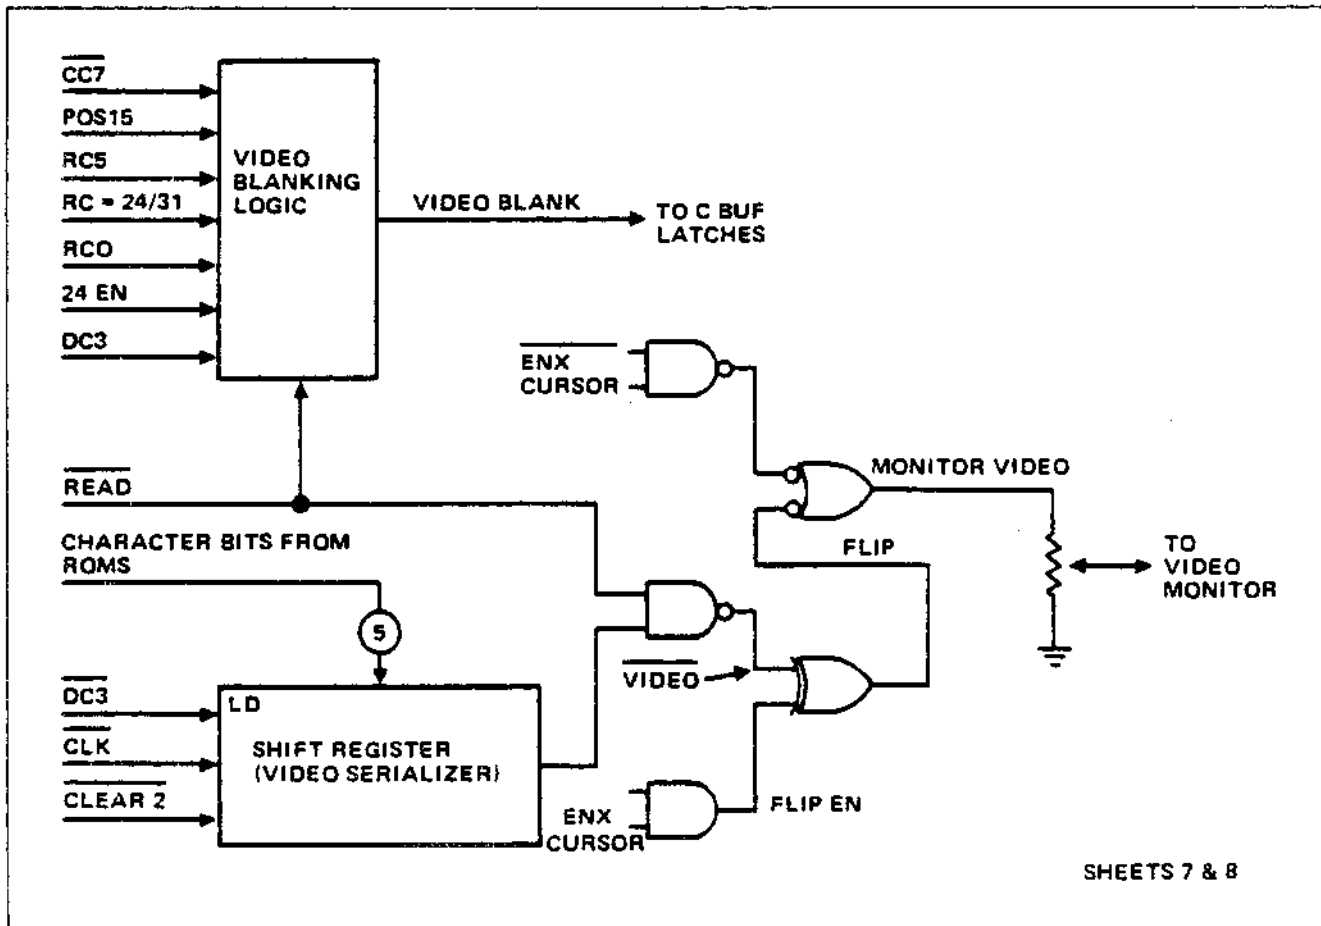 CC7
POS15
RC5
RC = 24/31
RC0
24 EN
DC3
VIDEO
BLANKING
LOGIC
VIDEO BLANK
TO C BUF
LATCHES
ENX
CURSOR
READ
MONITOR VIDEO
CHARACTER BITS FROM
ROMS
5
FLIP
TO
VIDEO
MONITOR
VIDEO
DC3
CLK
CLEAR 2
LD
SHIFT REGISTER
(VIDEO SERIALIZER)
ENX
CURSOR
FLIP EN
SHEETS 7 & 8